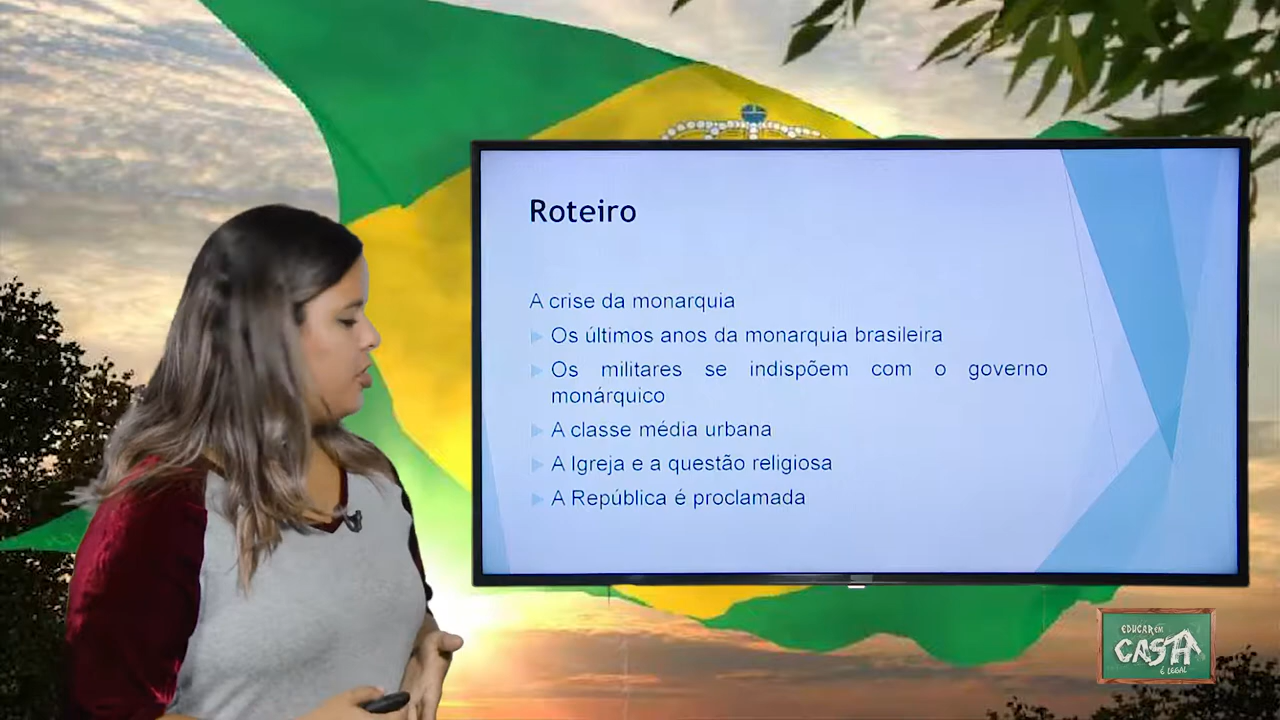 Roteiro
A crise da monarquia
Os últimos anos da monarquia brasileira
Os militares se indispõem com o governo
monárquico
A classe média urbana
A Igreja e a questão religiosa
A República é proclamada
EDUCAR EM
CASA
É LEGAL